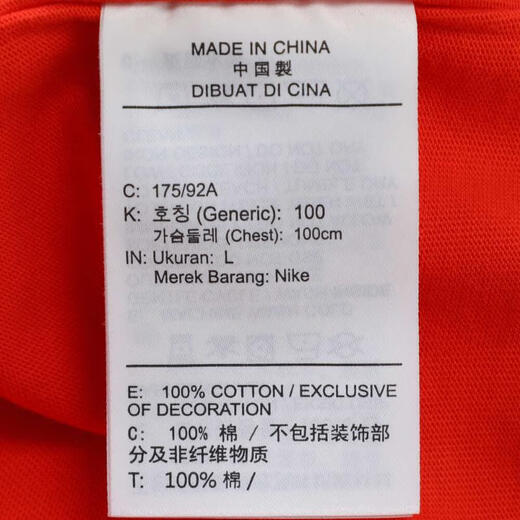 MADE IN CHINA
中国製
DIBUAT DI CINA
C: 175/92A
K: 호칭 (Generic): 100
가슴둘레 (Chest): 100cm
IN: Ukuran: L
Merek Barang: Nike
E: 100% COTTON / EXCLUSIVE
OF DECORATION
C: 100% 棉 / 不包括装饰部
分及非纤维物质
T: 100% 棉 /